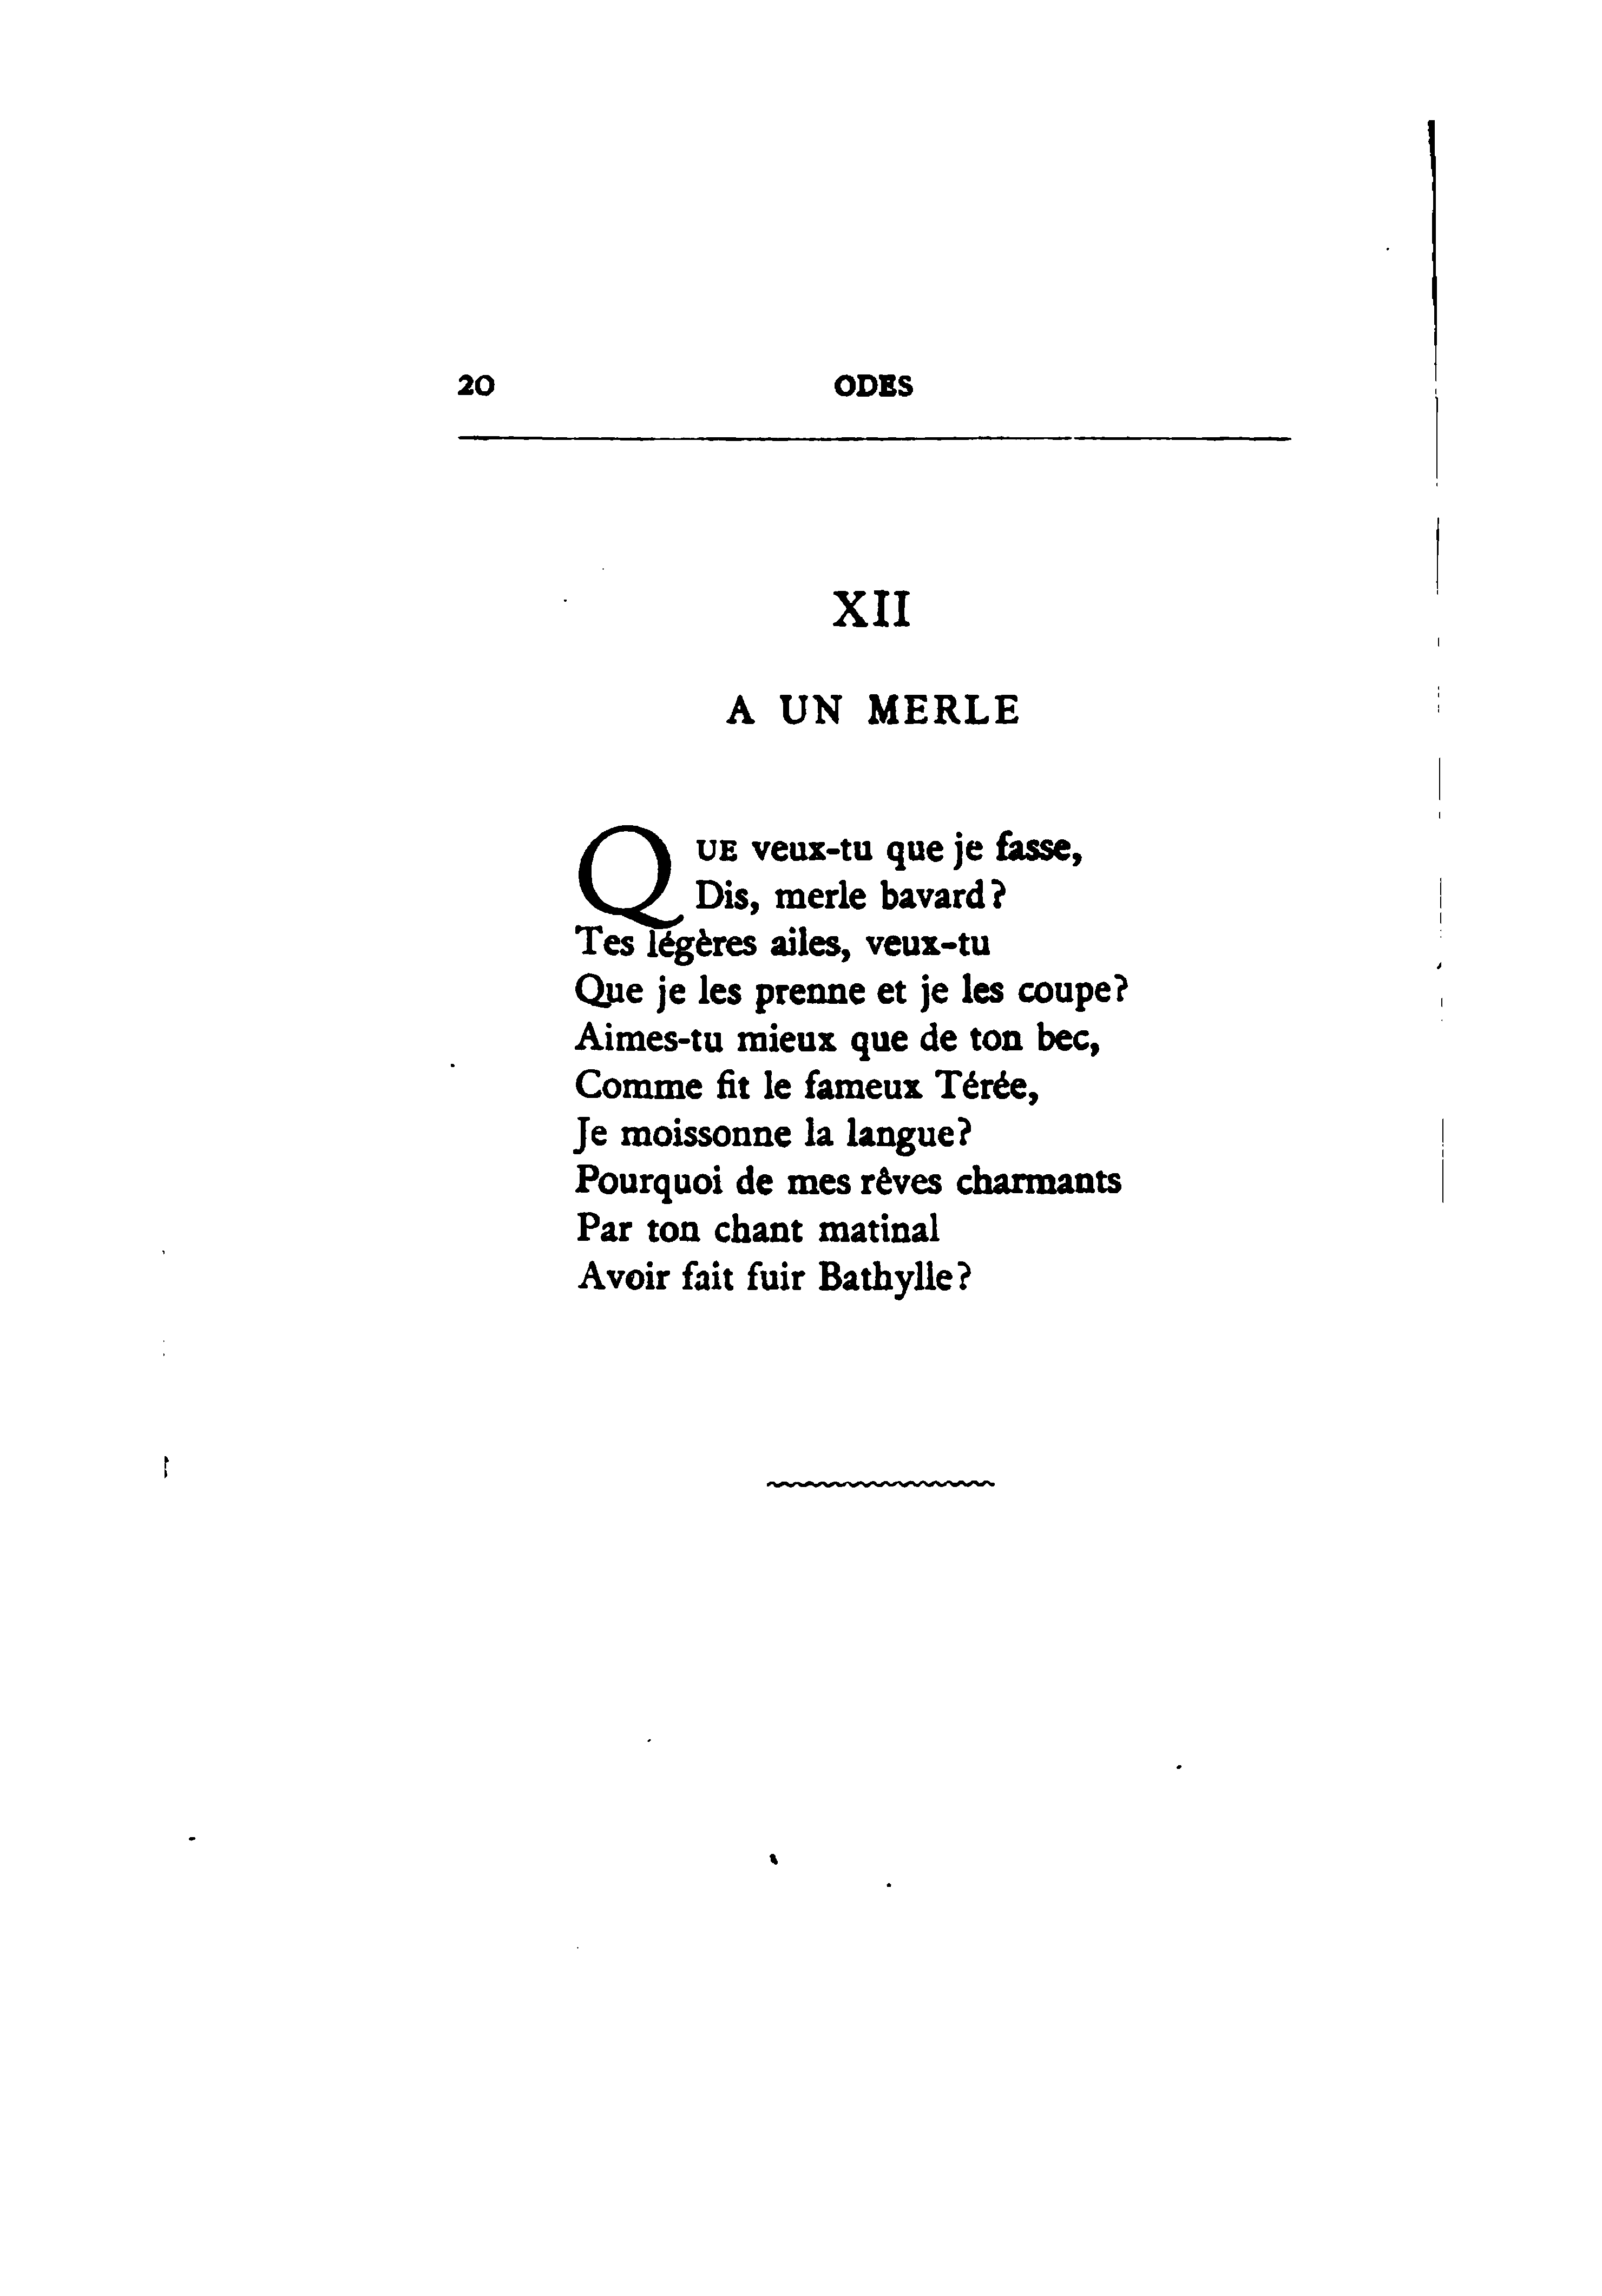 20 ODES
XII
A UN MERLE
QUE veux-tu que je fasse,
Dis, merle bavard?
Tes légères ailes, veux-tu
Que je les prenne et je les coupe?
Aimes-tu mieux que de ton bec,
Comme fit le fameux Térée,
Je moissonne la langue?
Pourquoi de mes rêves charmants
Par ton chant matinal
Avoir fait fuir Bathylle?